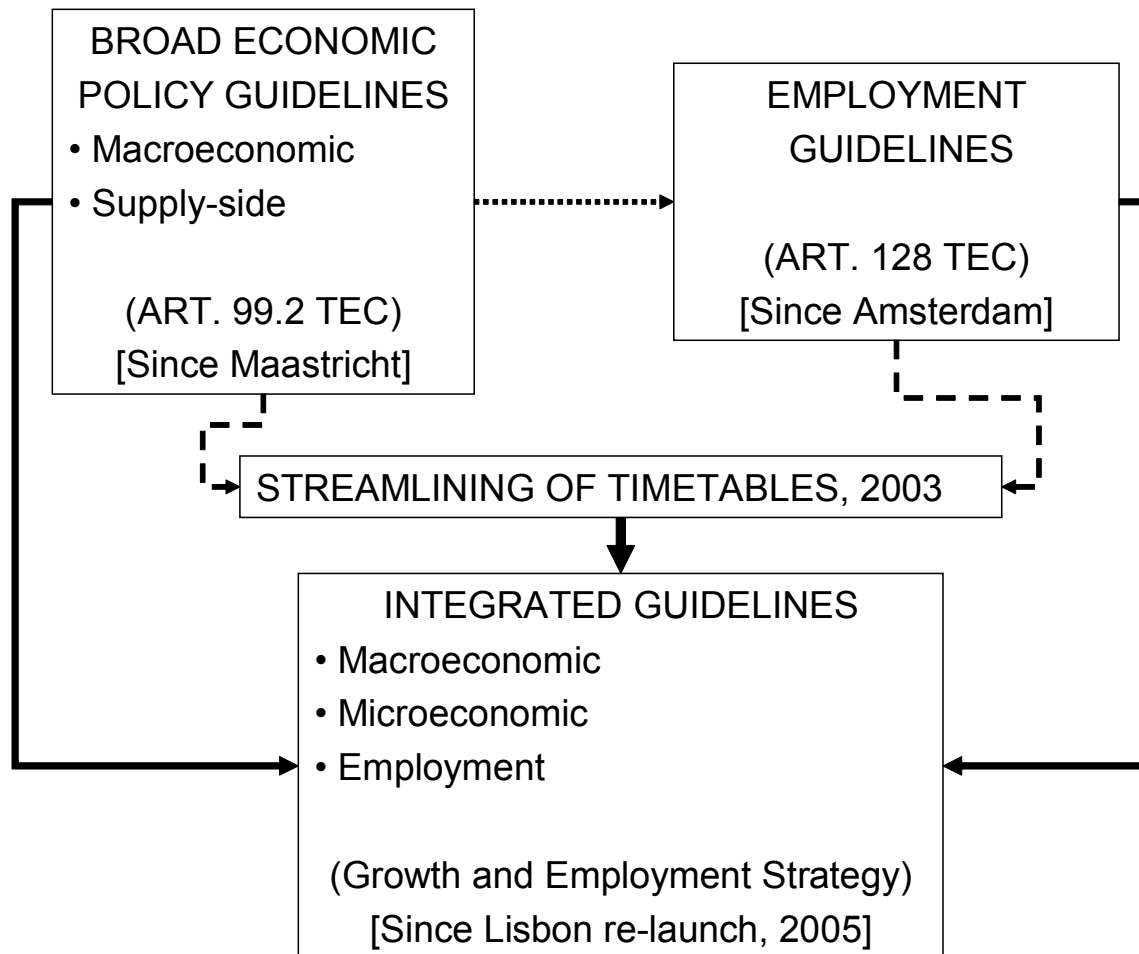 BROAD ECONOMIC
POLICY GUIDELINES
• Macroeconomic
• Supply-side
(ART. 99.2 TEC)
[Since Maastricht]
EMPLOYMENT
GUIDELINES
(ART. 128 TEC)
[Since Amsterdam]
STREAMLINING OF TIMETABLES, 2003
INTEGRATED GUIDELINES
• Macroeconomic
• Microeconomic
• Employment
(Growth and Employment Strategy)
[Since Lisbon re-launch, 2005]